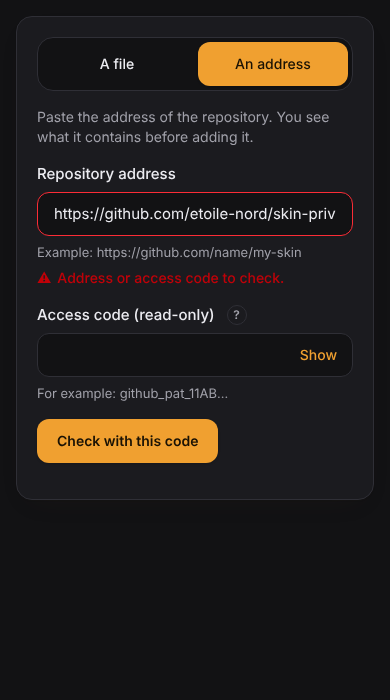 A file
An address
Paste the address of the repository. You see
what it contains before adding it.
Repository address
https://github.com/etoile-nord/skin-priv
Example: https://github.com/name/my-skin
Address or access code to check.
Access code (read-only) ?
Show
For example: github_pat_11AB…
Check with this code